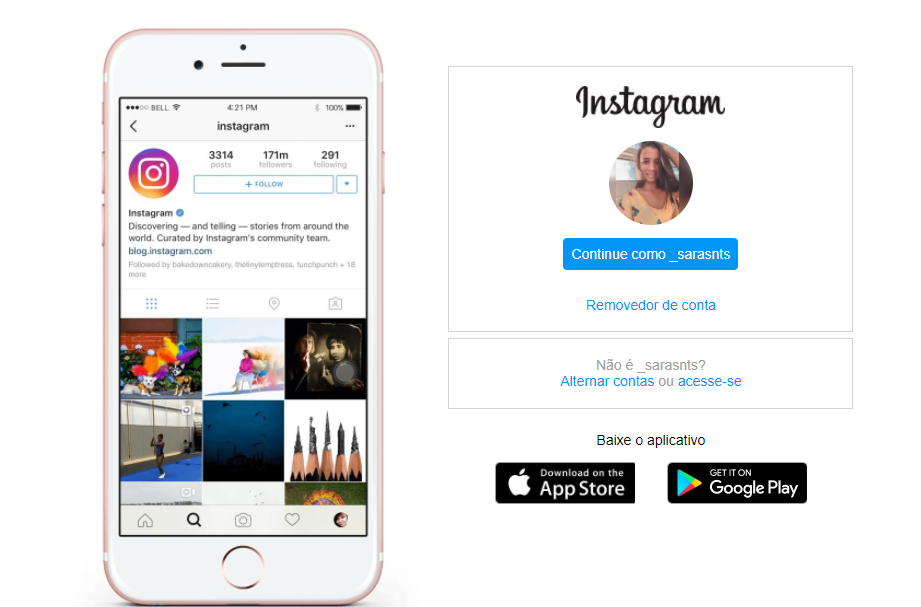 ●●●○○ BELL 4:21 PM 100%
instagram
3314 171m 291
posts followers following
+ FOLLOW
Instagram
Discovering — and telling — stories from around the
world. Curated by Instagram's community team.
blog.instagram.com
Followed by bakedowncakery, thetinytemptress, funchpunch + 18
more
Instagram
Continue como _sarasnts
Removedor de conta
Não é _sarasnts?
Alternar contas ou acesse-se
Baixe o aplicativo
Download on the
App Store
GET IT ON
Google Play